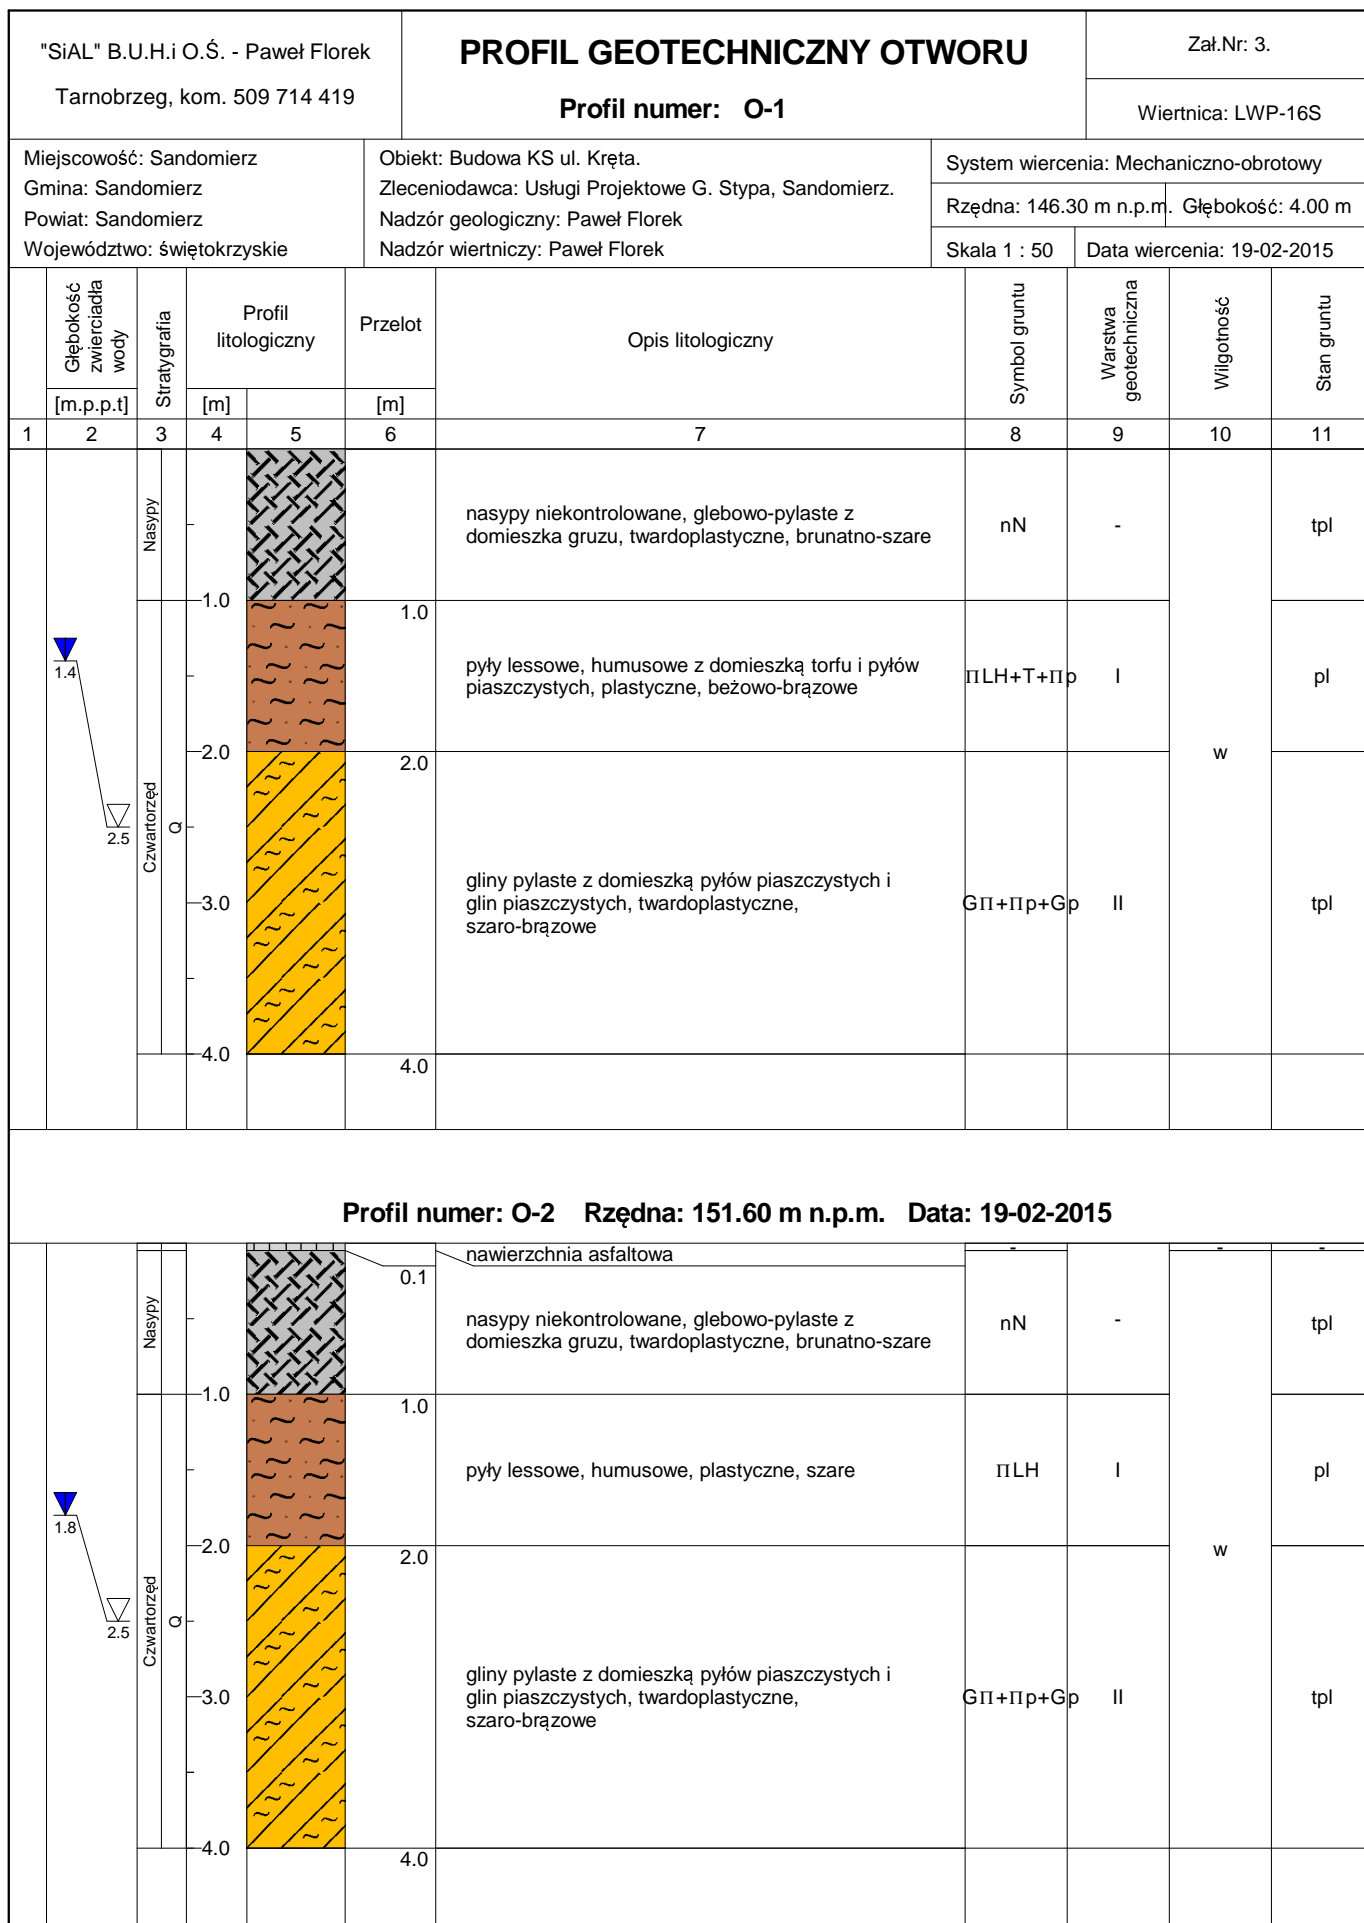 "SiAL" B.U.H.i O.Ś. - Paweł Florek
Tarnobrzeg, kom. 509 714 419
PROFIL GEOTECHNICZNY OTWORU
Profil numer: O-1
Zał.Nr: 3.
Wiertnica: LWP-16S
Miejscowość: Sandomierz
Gmina: Sandomierz
Powiat: Sandomierz
Województwo: świętokrzyskie
Obiekt: Budowa KS ul. Kręta.
Zleceniodawca: Usługi Projektowe G. Stypa, Sandomierz.
Nadzór geologiczny: Paweł Florek
Nadzór wiertniczy: Paweł Florek
System wiercenia: Mechaniczno-obrotowy
Rzędna: 146.30 m n.p.m. Głębokość: 4.00 m
Skala 1 : 50 Data wiercenia: 19-02-2015
Głębokość
zwierciadła
wody
[m.p.p.t]
Stratygrafia
Profil
litologiczny
[m]
Przelot
[m]
Opis litologiczny
Symbol gruntu
Warstwa
geotechniczna
Wilgotność
Stan gruntu
1 2 3 4 5 6 7 8 9 10 11
Nasypy
nasypy niekontrolowane, glebowo-pylaste z
domieszka gruzu, twardoplastyczne, brunatno-szare
nN - tpl
1.0 1.0
1.4
pyły lessowe, humusowe z domieszką torfu i pyłów
piaszczystych, plastyczne, beżowo-brązowe
ΠLH+T+Πp I pl
2.0 2.0
w
2.5
Czwartorzęd
Q
gliny pylaste z domieszką pyłów piaszczystych i
glin piaszczystych, twardoplastyczne,
szaro-brązowe
3.0
GΠ+Πp+Gp II tpl
4.0 4.0
Profil numer: O-2 Rzędna: 151.60 m n.p.m. Data: 19-02-2015
nawierzchnia asfaltowa - - -
0.1
Nasypy
nasypy niekontrolowane, glebowo-pylaste z
domieszka gruzu, twardoplastyczne, brunatno-szare
nN - tpl
1.0 1.0
pyły lessowe, humusowe, plastyczne, szare
ΠLH I pl
1.8
2.0 2.0
w
2.5
Czwartorzęd
Q
gliny pylaste z domieszką pyłów piaszczystych i
glin piaszczystych, twardoplastyczne,
szaro-brązowe
3.0
GΠ+Πp+Gp II tpl
4.0 4.0